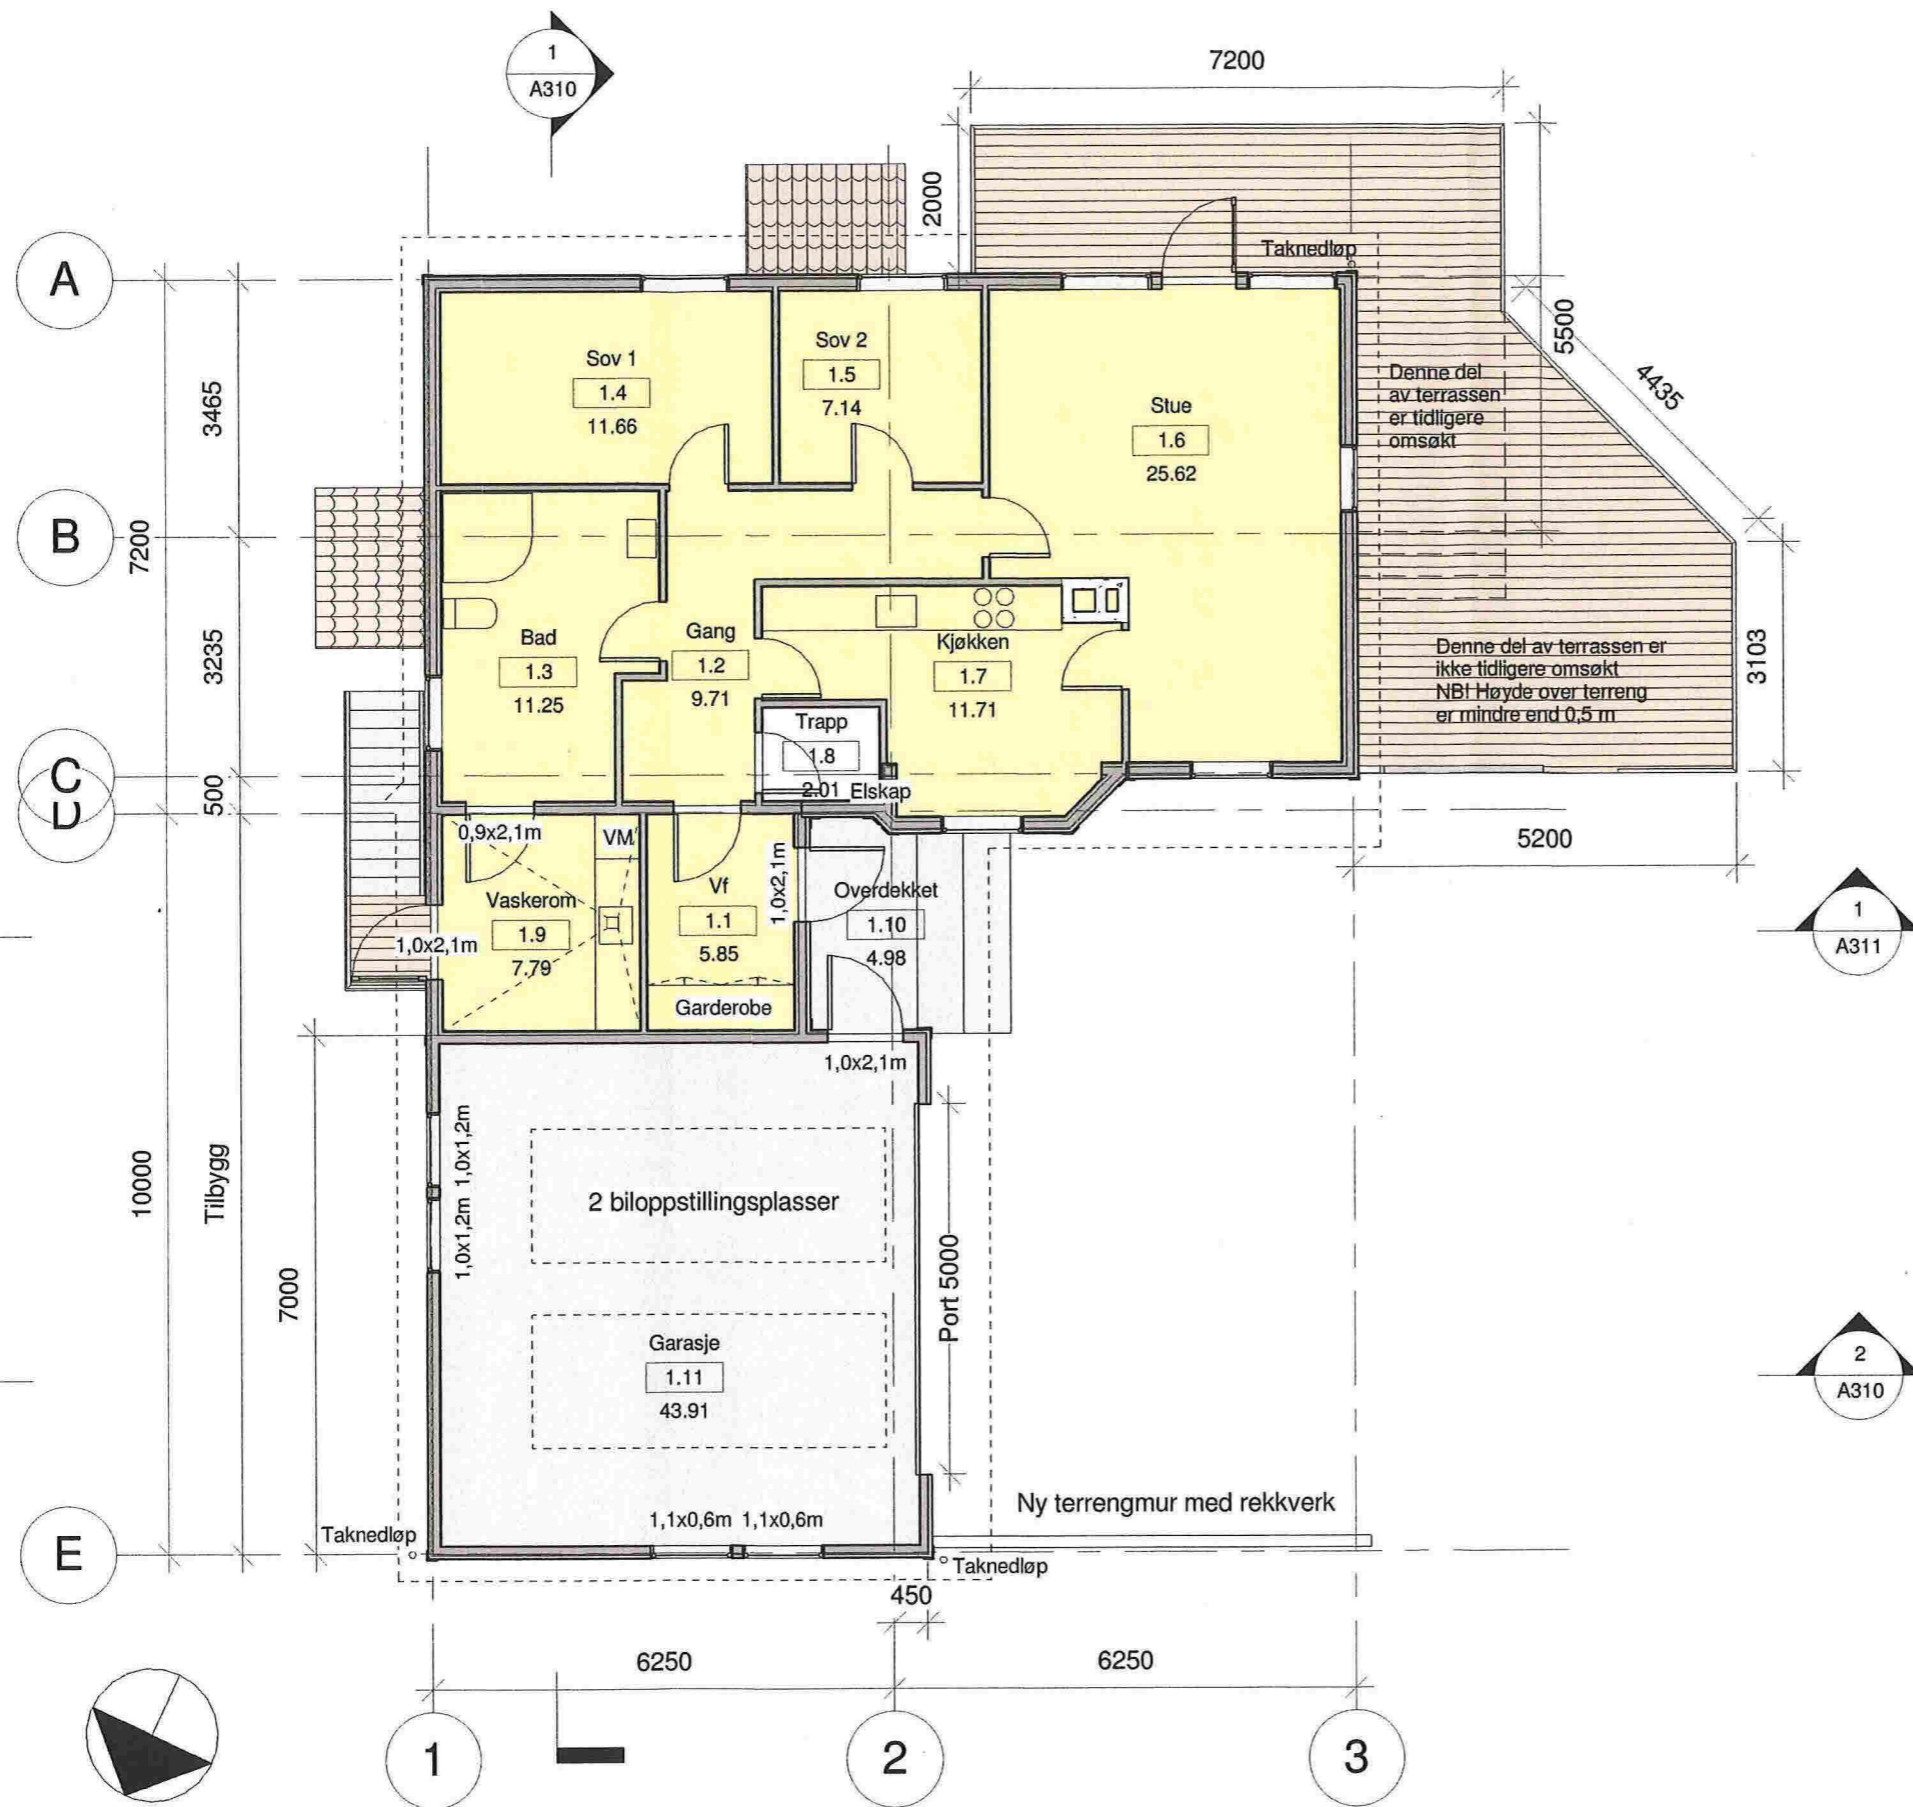 1
A310
7200
2000
Taknedløp
A
Sov 1
1.4
11.66
Sov 2
1.5
7.14
Stue
1.6
25.62
Denne del
av terrassen
er tidligere
omsøkt
5500
4435
3465
7200
B
3235
Bad
1.3
11.25
Gang
1.2
9.71
Kjøkken
1.7
11.71
Denne del av terrassen er
ikke tidligere omsøkt
NB! Høyde over terreng
er mindre end 0,5 m
3103
Trapp
1.8
2.01
Elskap
C
500
D
0,9x2,1m
VM
5200
Vaskerom
1.9
7.79
1,0x2,1m
Vf
1.1
5.85
1,0x2,1m
Garderobe
Overdekket
1.10
4.98
1
A311
1,0x2,1m
10000
Tilbygg
7000
1,0x1,2m 1,0x1,2m
2 biloppstillingsplasser
Port 5000
Garasje
1.11
43.91
2
A310
1,1x0,6m 1,1x0,6m
Ny terrengmur med rekkverk
E
Taknedløp
Taknedløp
450
6250
6250
1
2
3